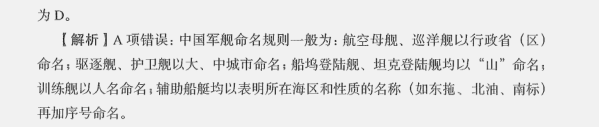 为 D。
【解析】A 项错误：中国军舰命名规则一般为：航空母舰、巡洋舰以行政省（区）
命名；驱逐舰、护卫舰以大、中城市命名；船坞登陆舰、坦克登陆舰均以“山”命名；
训练舰以人名命名；辅助船艇均以表明所在海区和性质的名称（如东拖、北油、南标）
再加序号命名。